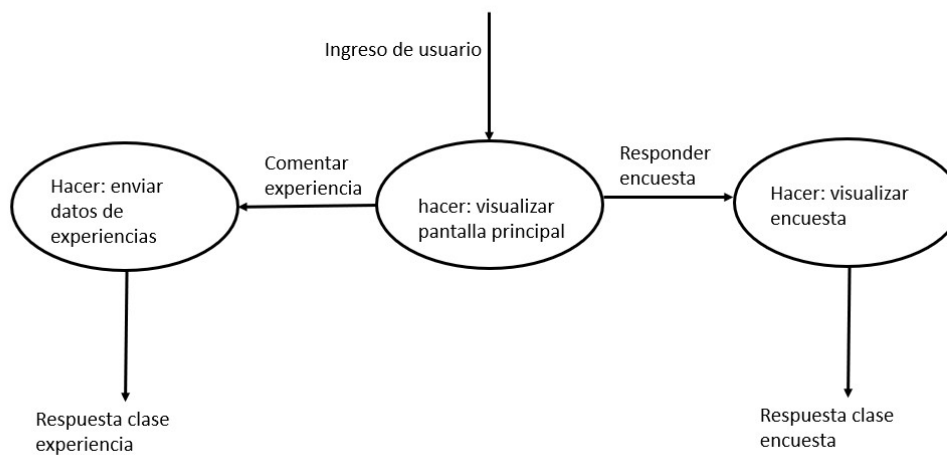 Ingreso de usuario
Comentar
experiencia
Responder
encuesta
Hacer: enviar
datos de
experiencias
hacer: visualizar
pantalla principal
Hacer: visualizar
encuesta
Respuesta clase
experiencia
Respuesta clase
encuesta